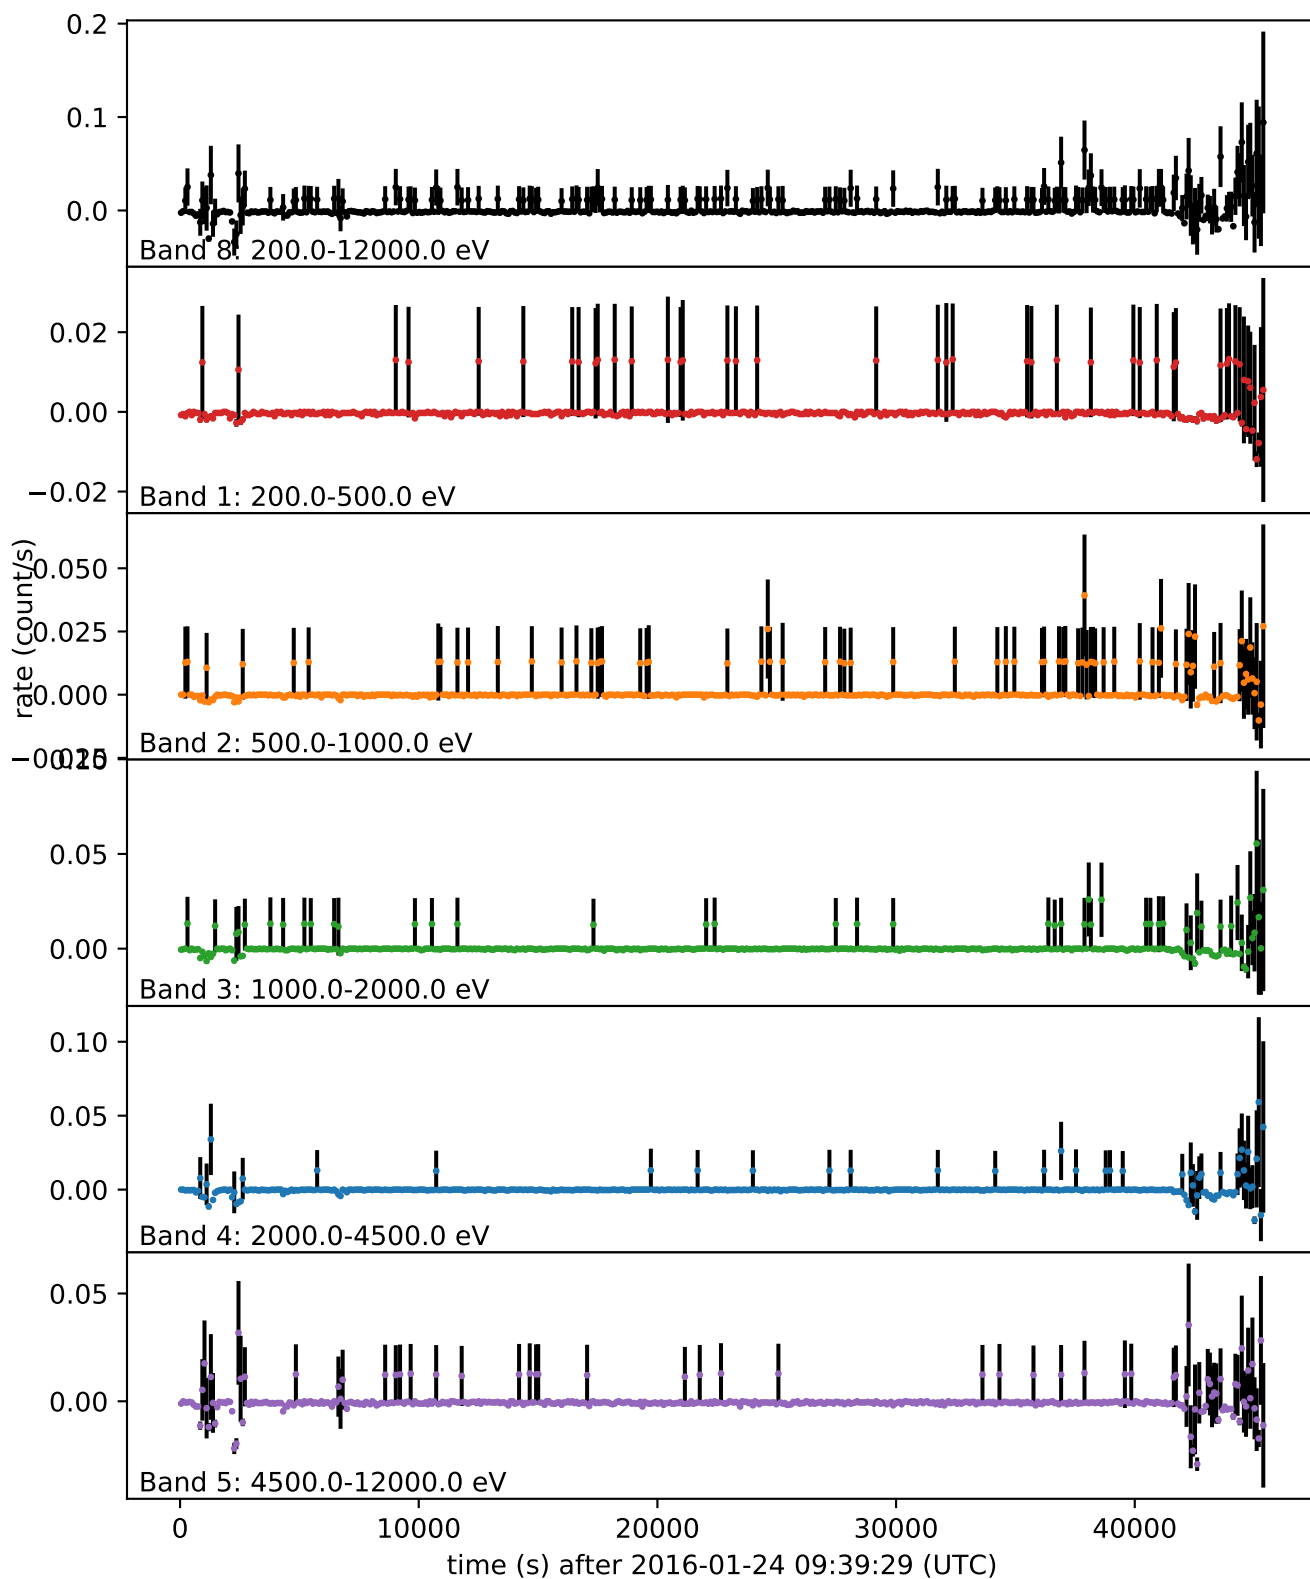 0.2
0.1
0.0
Band 8: 200.0-12000.0 eV
0.02
0.00
−0.02
Band 1: 200.0-500.0 eV
rate (count/s)
0.050
0.025
0.000
−0.025
Band 2: 500.0-1000.0 eV
0.10
0.05
0.00
Band 3: 1000.0-2000.0 eV
0.10
0.05
0.00
Band 4: 2000.0-4500.0 eV
0.05
0.00
Band 5: 4500.0-12000.0 eV
0 10000 20000 30000 40000
time (s) after 2016-01-24 09:39:29 (UTC)